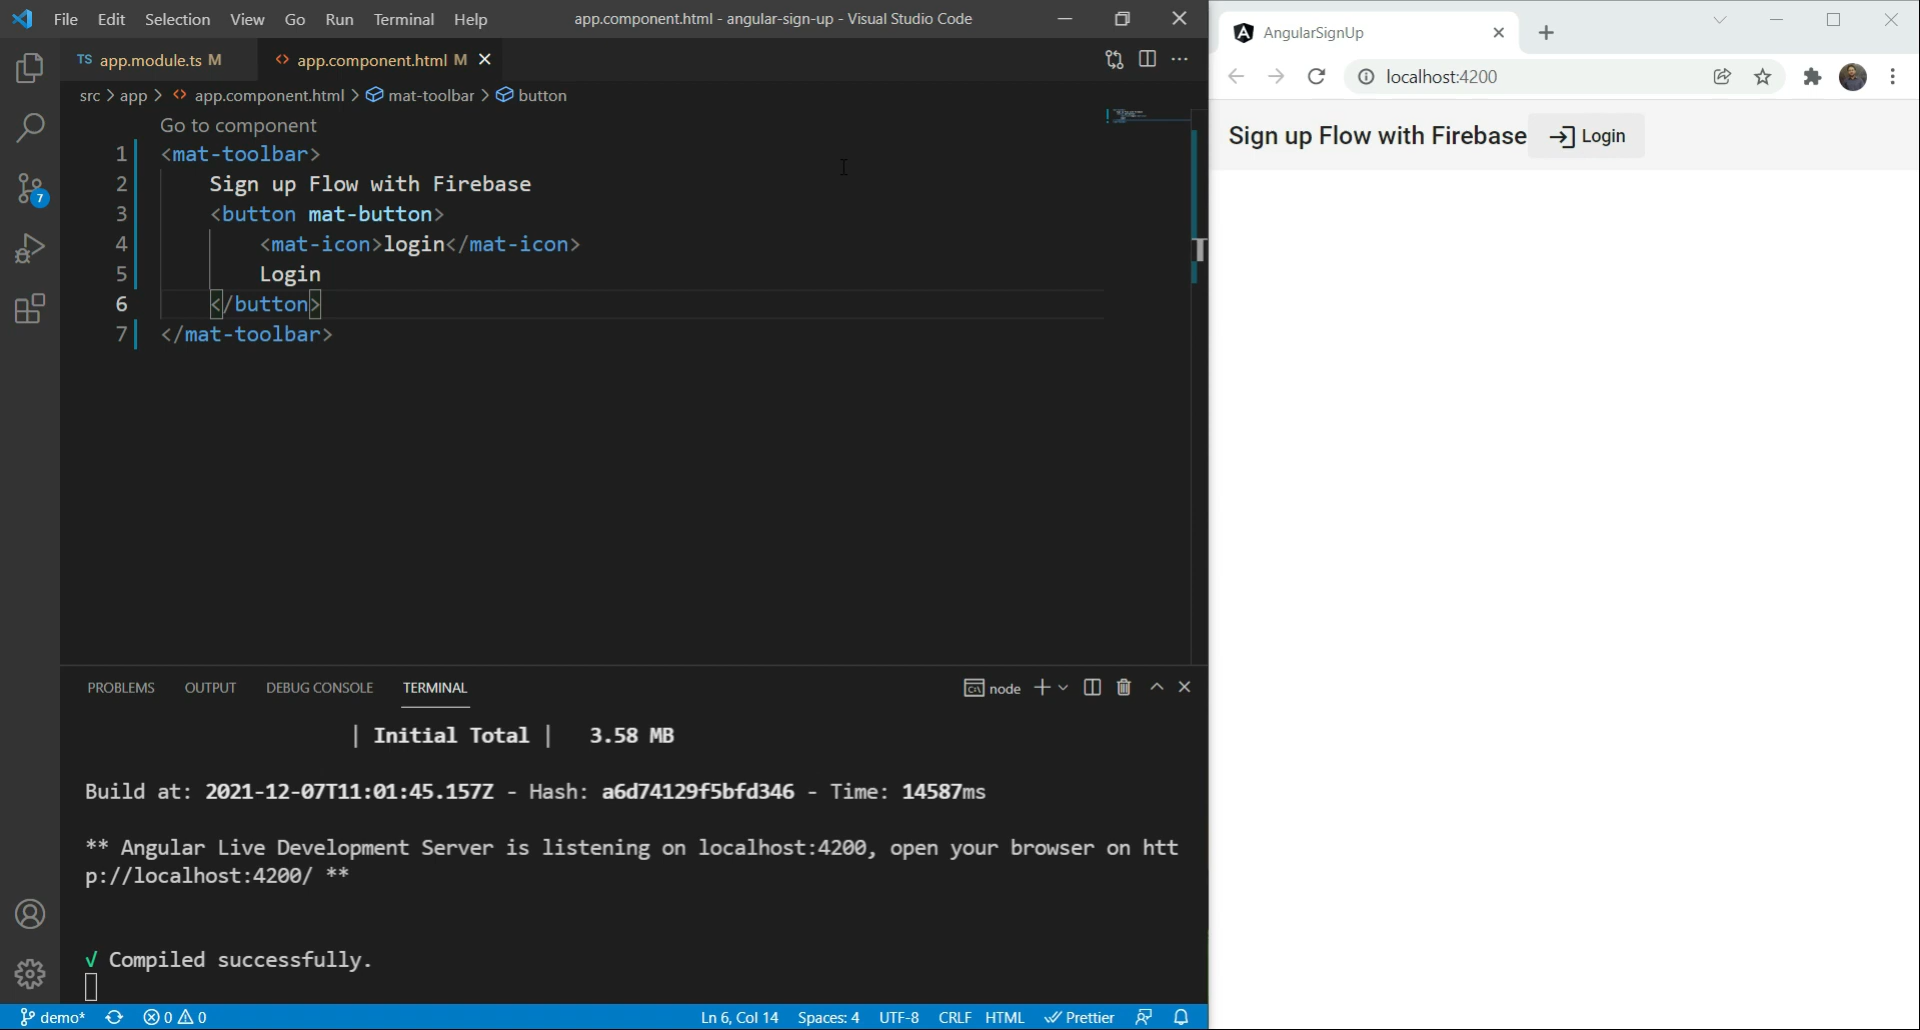 File Edit Selection View Go Run Terminal Help app.component.html - angular-sign-up - Visual Studio Code
TS app.module.ts M <> app.component.html M
src > app > <> app.component.html > mat-toolbar > button
Go to component
1 <mat-toolbar>
2 Sign up Flow with Firebase
3 <button mat-button>
4 <mat-icon>login</mat-icon>
5 Login
6 </button>
7 </mat-toolbar>
7
PROBLEMS OUTPUT DEBUG CONSOLE TERMINAL node
| Initial Total | 3.58 MB
Build at: 2021-12-07T11:01:45.157Z - Hash: a6d74129f5bfd346 - Time: 14587ms
** Angular Live Development Server is listening on localhost:4200, open your browser on htt
p://localhost:4200/ **
√ Compiled successfully.
demo* 0 0 Ln 6, Col 14 Spaces: 4 UTF-8 CRLF HTML Prettier
AngularSignUp
localhost:4200
Sign up Flow with Firebase Login